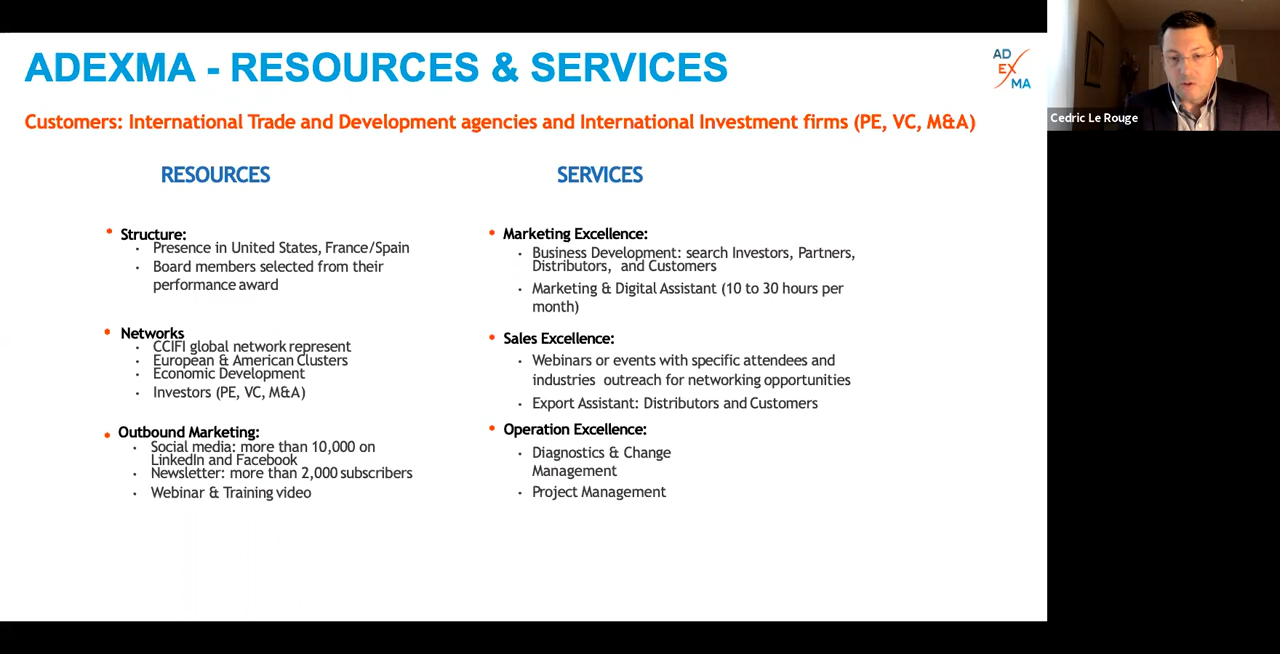 ADEXMA - RESOURCES & SERVICES
AD
EX
MA
Cedric Le Rouge
Customers: International Trade and Development agencies and International Investment firms (PE, VC, M&A)
RESOURCES
• Structure:
· Presence in United States, France/Spain
· Board members selected from their
performance award
• Networks
· CCIFI global network represent
· European & American Clusters
· Economic Development
· Investors (PE, VC, M&A)
• Outbound Marketing:
· Social media: more than 10,000 on
LinkedIn and Facebook
· Newsletter: more than 2,000 subscribers
· Webinar & Training video
SERVICES
• Marketing Excellence:
· Business Development: search Investors, Partners,
Distributors, and Customers
· Marketing & Digital Assistant (10 to 30 hours per
month)
• Sales Excellence:
· Webinars or events with specific attendees and
industries outreach for networking opportunities
· Export Assistant: Distributors and Customers
• Operation Excellence:
· Diagnostics & Change
Management
· Project Management